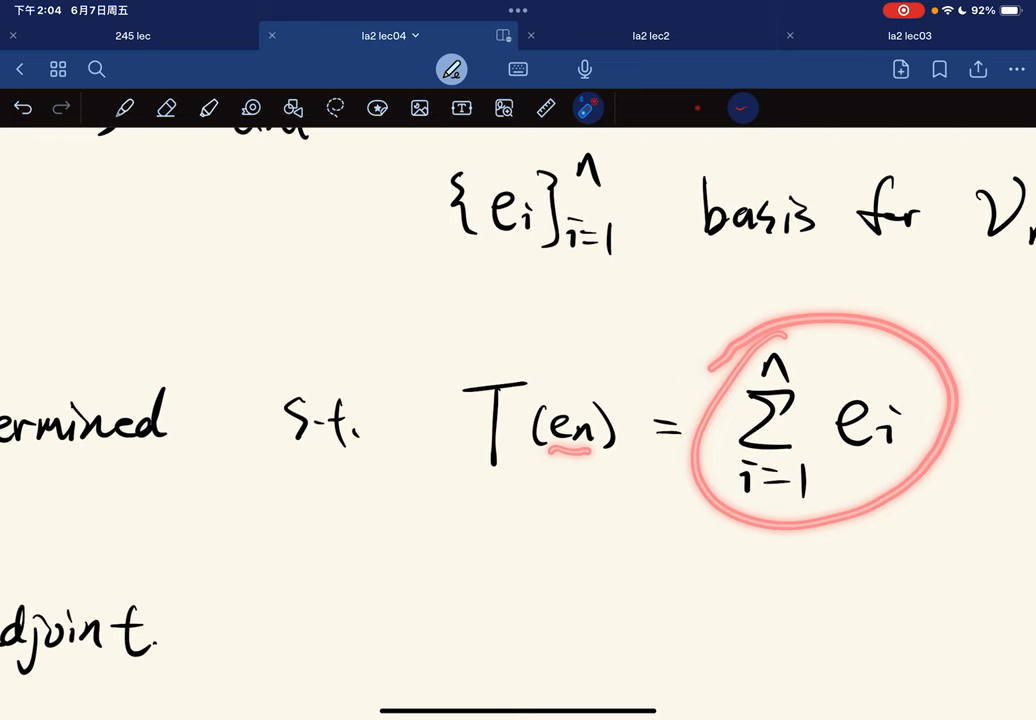 下午2:04 6月7日周五 92%
245 lec la2 lec04 la2 lec2 la2 lec03
{ei}ⁿᵢ₌₁ basis for V
ermined s.t. T(en) = ∑ⁿᵢ₌₁ ei
djoint.